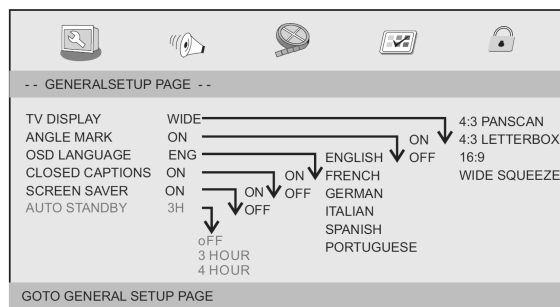 -- GENERALSETUP PAGE --
TV DISPLAY WIDE
ANGLE MARK ON
OSD LANGUAGE ENG
CLOSED CAPTIONS ON
SCREEN SAVER ON
AUTO STANDBY 3H
oFF
3 HOUR
4 HOUR
ON
OFF
ON
OFF
ENGLISH
FRENCH
GERMAN
ITALIAN
SPANISH
PORTUGUESE
ON
OFF
4:3 PANSCAN
4:3 LETTERBOX
16:9
WIDE SQUEEZE
GOTO GENERAL SETUP PAGE